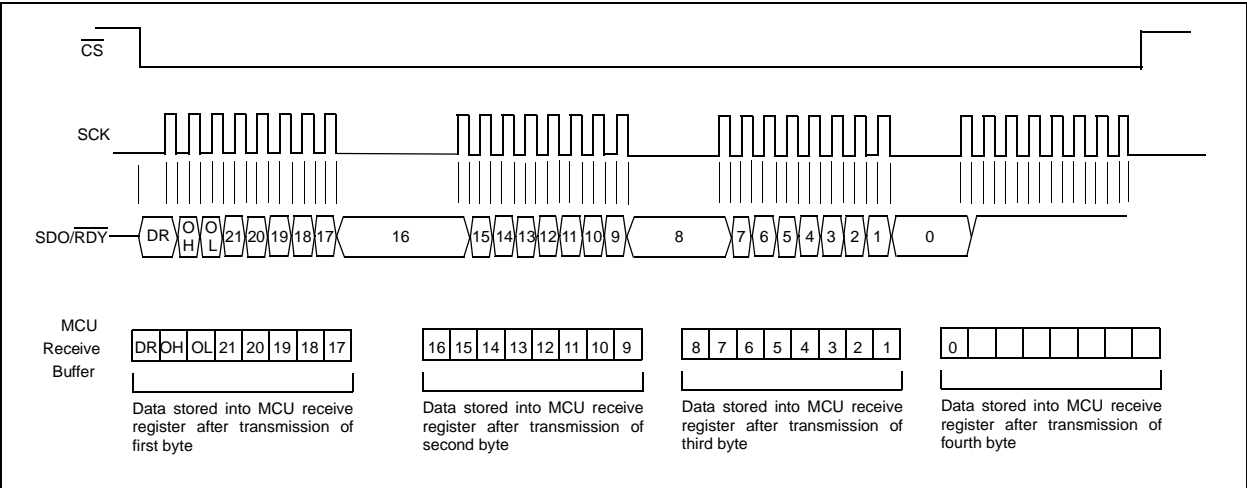 CS
SCK
SDO/RDY
DR OH OL 21 20 19 18 17 16 15 14 13 12 11 10 9 8 7 6 5 4 3 2 1 0
MCU
Receive
Buffer
DR OH OL 21 20 19 18 17
16 15 14 13 12 11 10 9
8 7 6 5 4 3 2 1
0
Data stored into MCU receive
register after transmission of
first byte
Data stored into MCU receive
register after transmission of
second byte
Data stored into MCU receive
register after transmission of
third byte
Data stored into MCU receive
register after transmission of
fourth byte